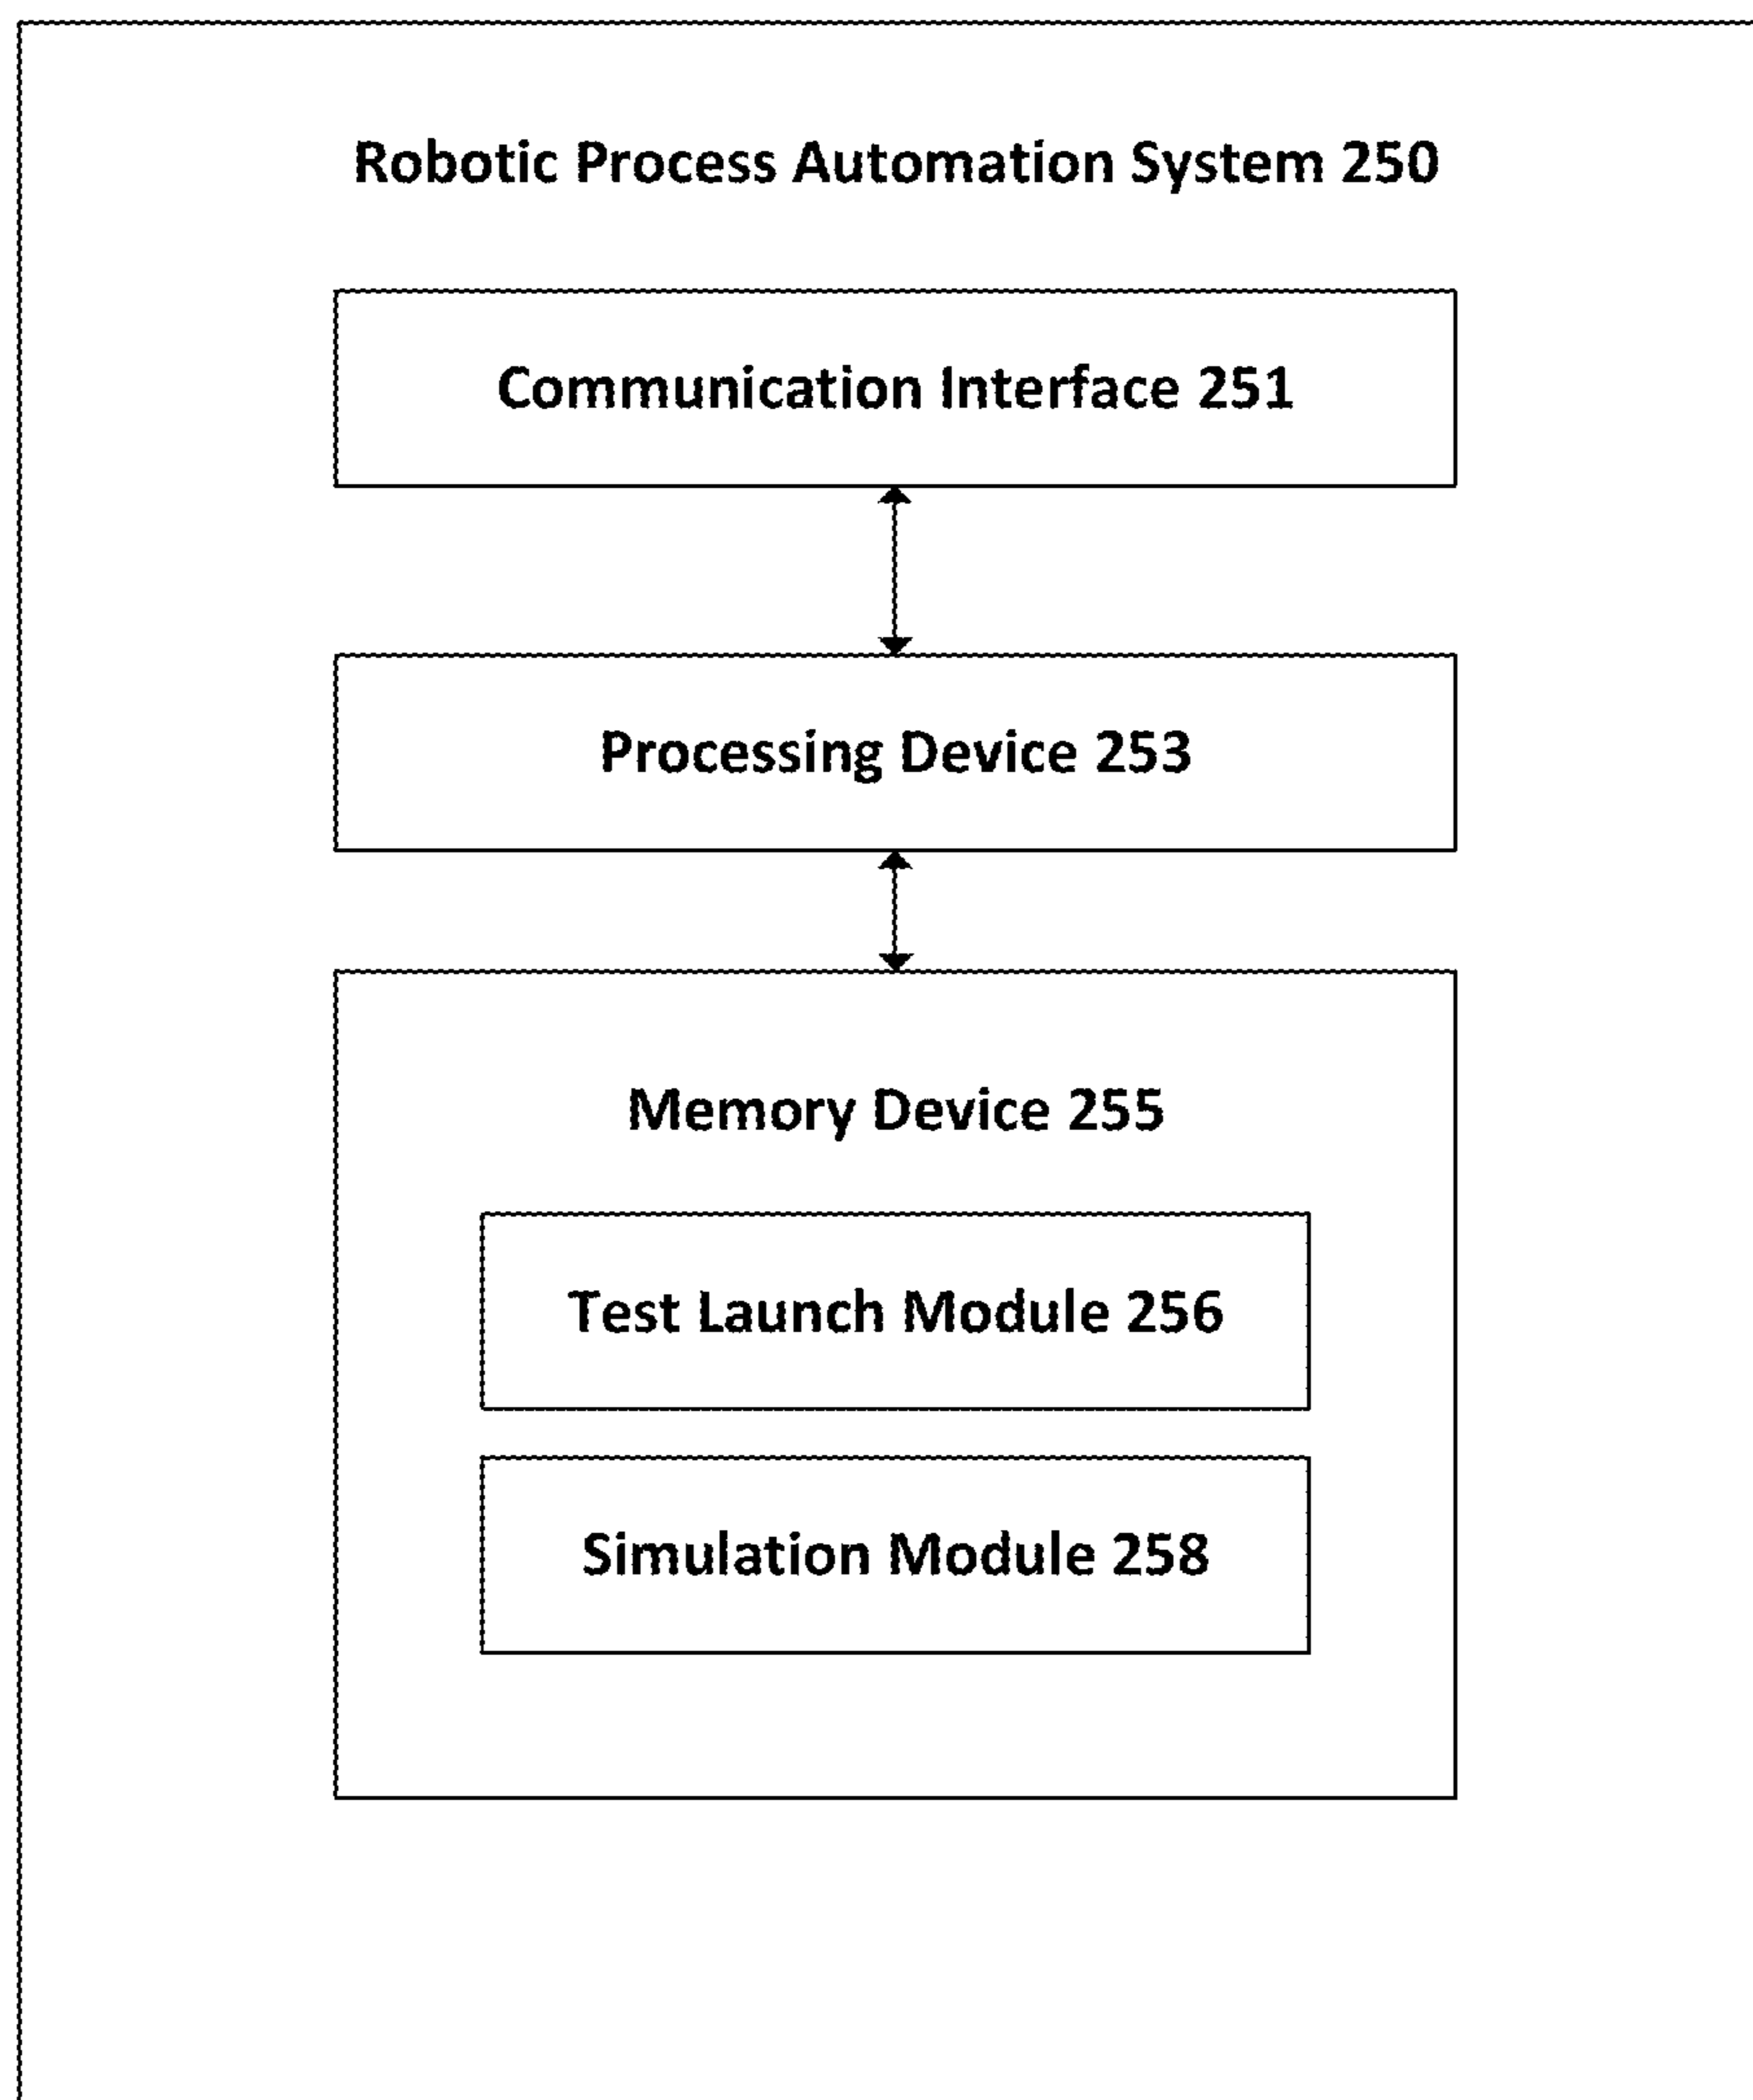 Robotic Process Automation System 250
Communication Interface 251
Processing Device 253
Memory Device 255
Test Launch Module 256
Simulation Module 258